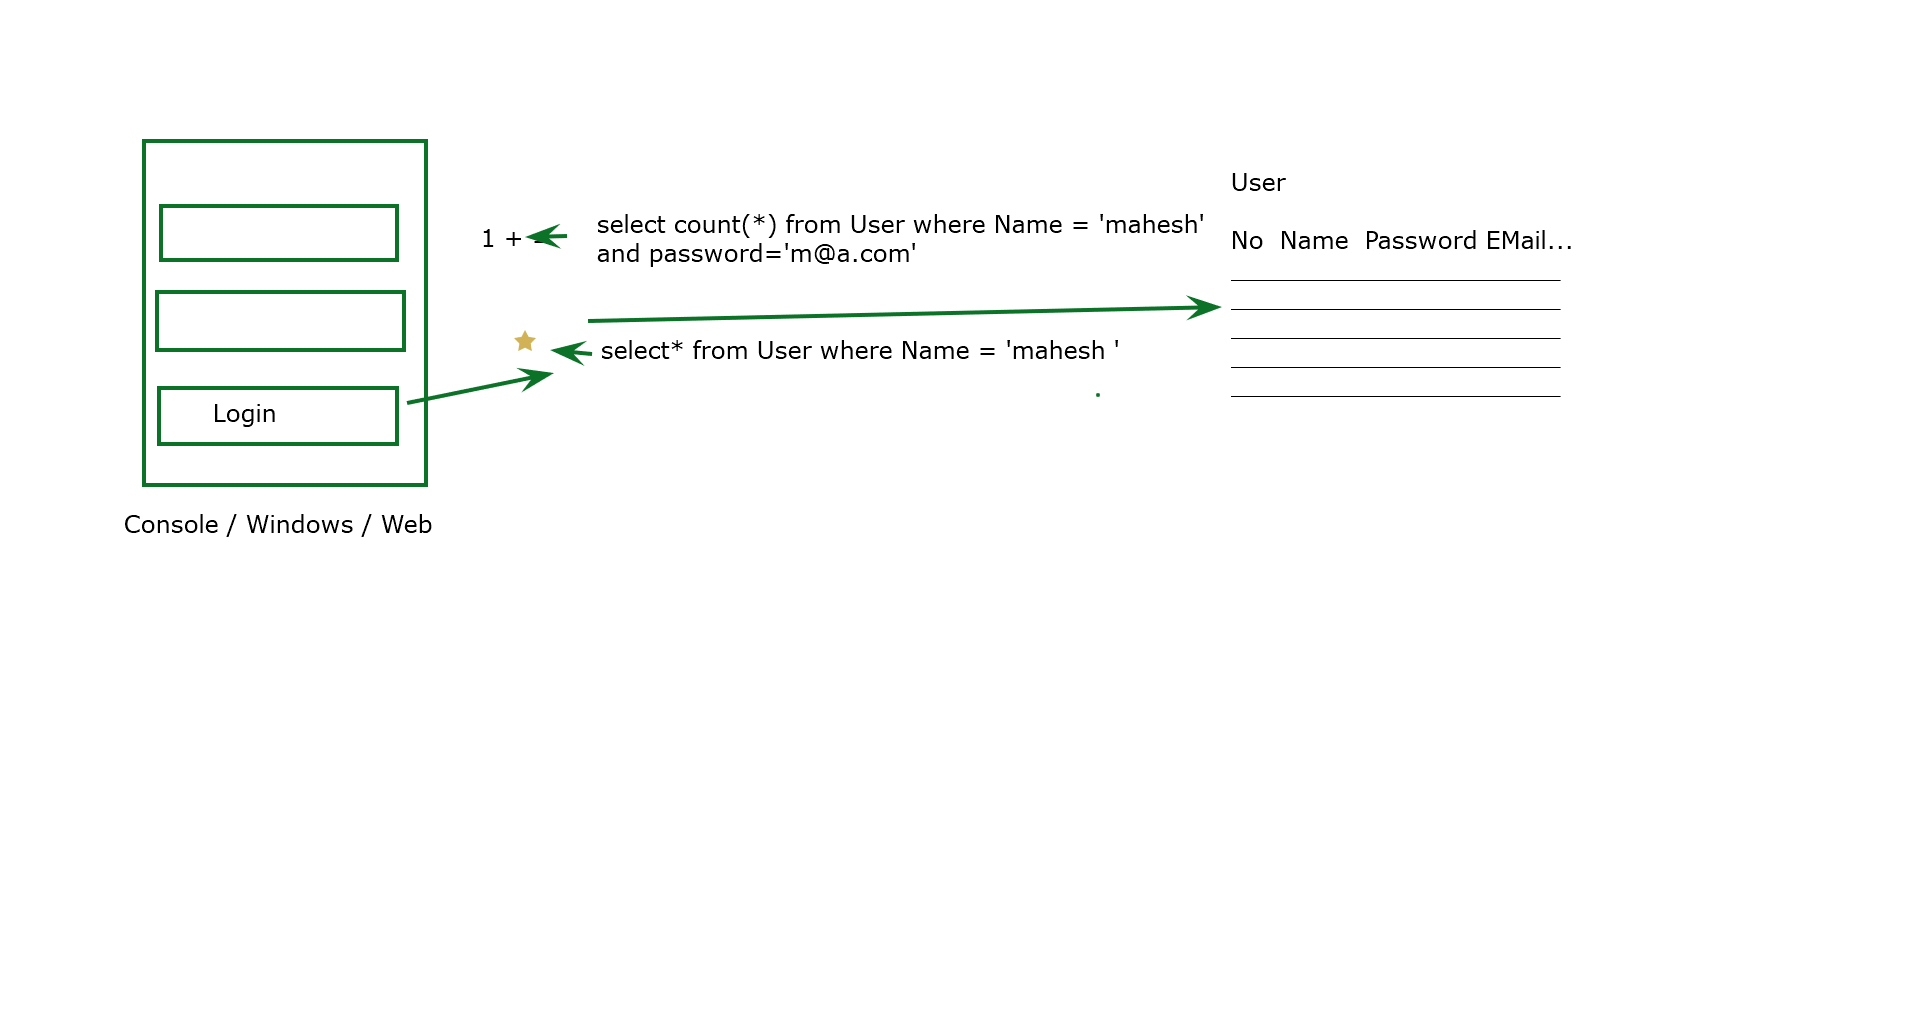 User
select count(*) from User where Name = 'mahesh'
and password='m@a.com'
1 +
No  Name  Password EMail...
select* from User where Name = 'mahesh '
Login
Console / Windows / Web